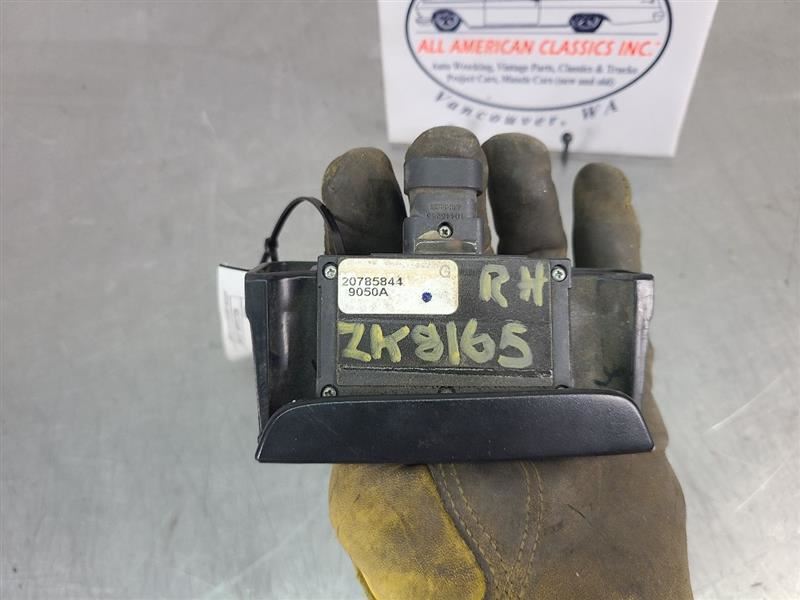 ALL AMERICAN CLASSICS INC.
Auto Wrecking, Vintage Parts, Classics & Trucks
Project Cars, Muscle Cars (new and old)
Vancouver, WA
G
20785844
9050A
RH
ZK8165